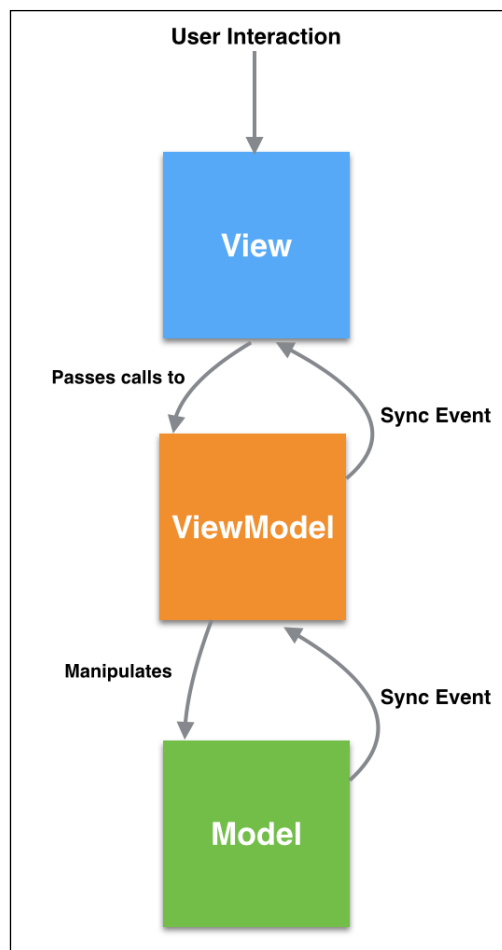 User Interaction
View
Passes calls to
Sync Event
ViewModel
Manipulates
Sync Event
Model